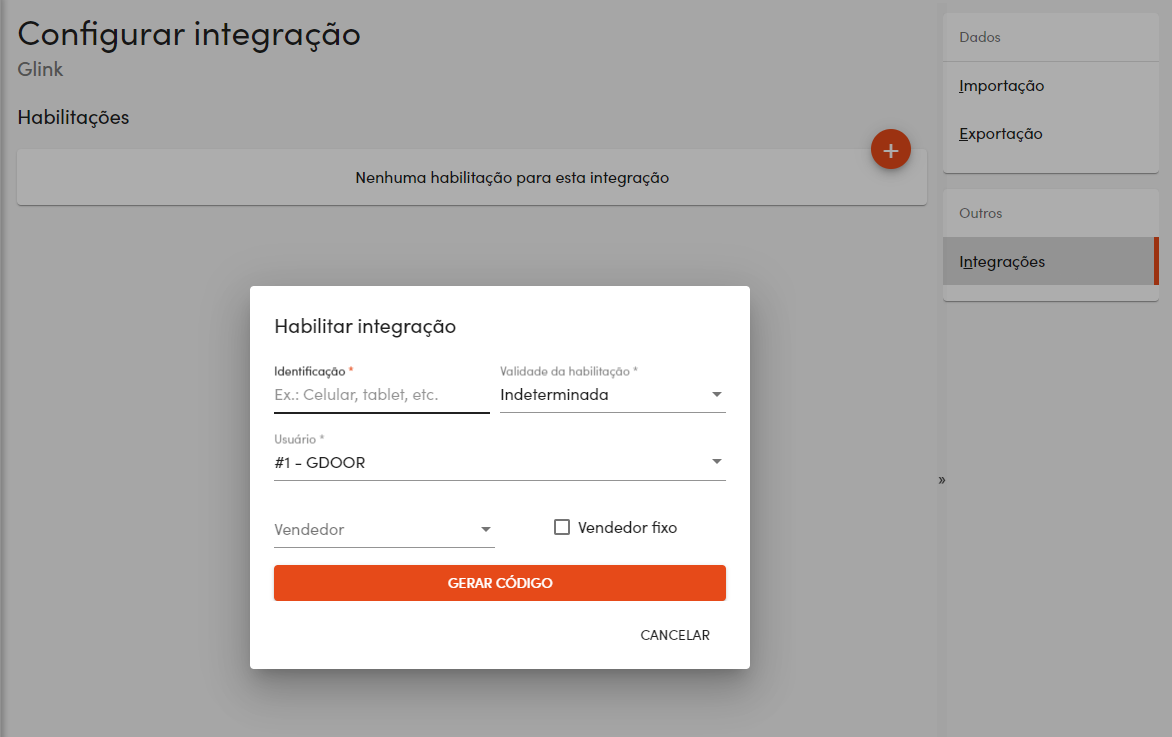 Configurar integração
Glink
Habilitações
Nenhuma habilitação para esta integração
Dados
Importação
Exportação
Outros
Integrações
»
Habilitar integração
Identificação * Validade da habilitação *
Ex.: Celular, tablet, etc. Indeterminada
Usuário *
#1 - GDOOR
Vendedor Vendedor fixo
GERAR CÓDIGO
CANCELAR